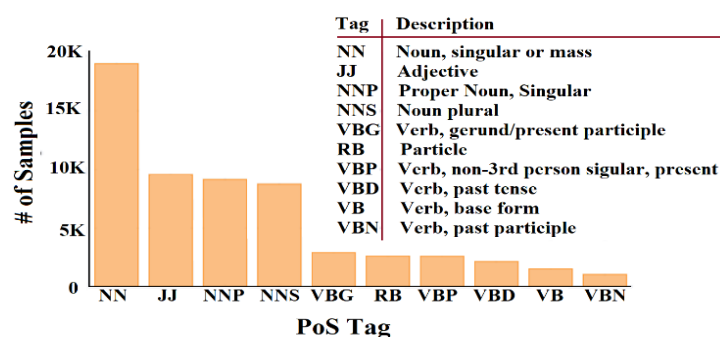 Tag Description
NN Noun, singular or mass
JJ Adjective
NNP Proper Noun, Singular
NNS Noun plural
VBG Verb, gerund/present participle
RB Particle
VBP Verb, non-3rd person sigular, present
VBD Verb, past tense
VB Verb, base form
VBN Verb, past participle
# of Samples
20K
15K
10K
5K
0
NN JJ NNP NNS VBG RB VBP VBD VB VBN
PoS Tag